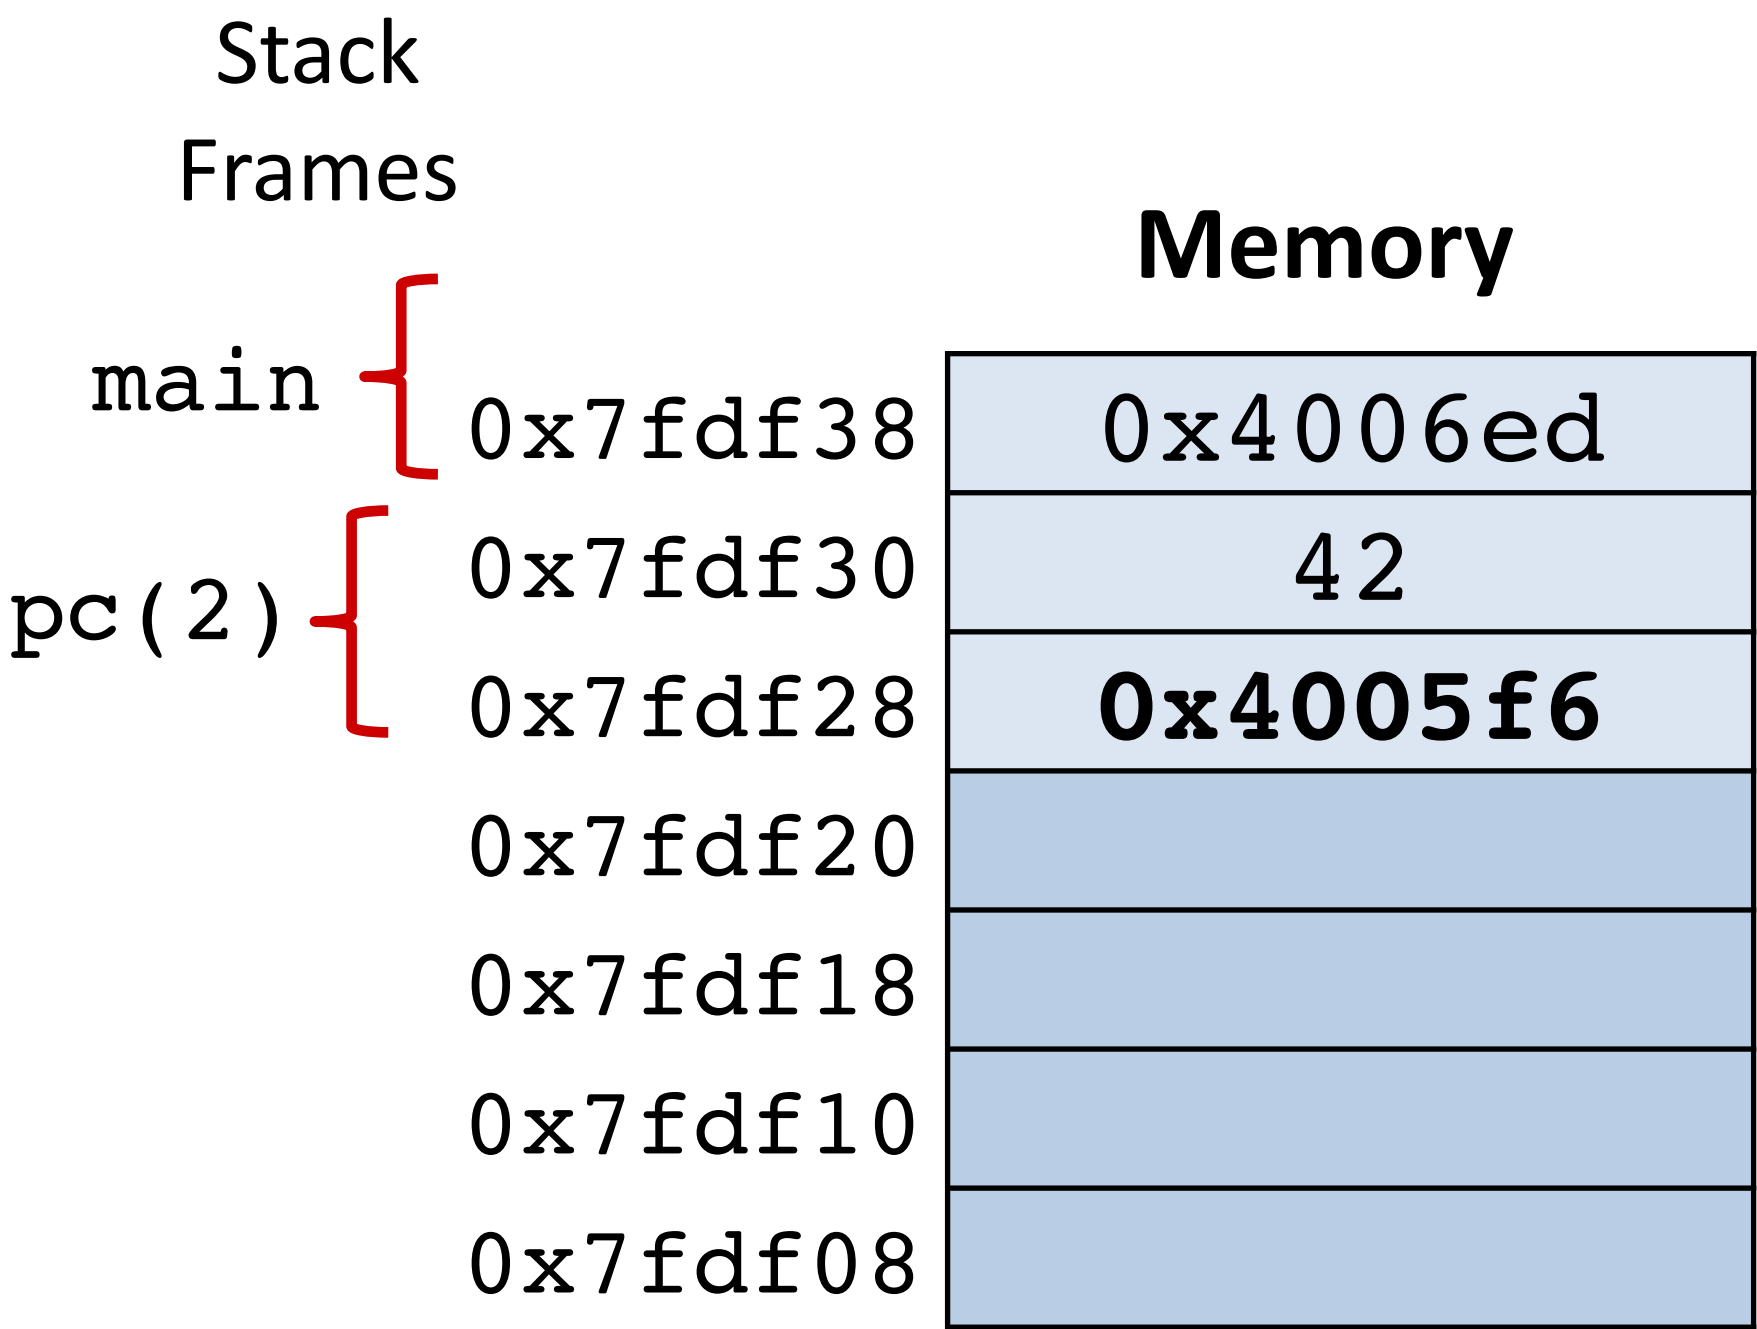 Stack
Frames
Memory
main
0x7fdf38 0x4006ed
0x7fdf30 42
pc(2)
0x7fdf28 0x4005f6
0x7fdf20
0x7fdf18
0x7fdf10
0x7fdf08